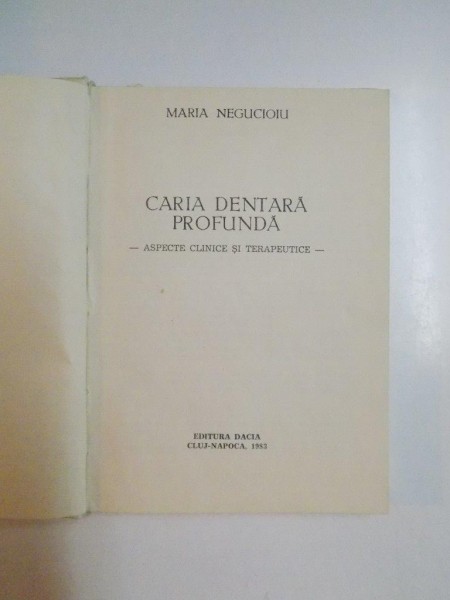 MARIA NEGUCIOIU
CARIA DENTARĂ
PROFUNDĂ
— ASPECTE CLINICE ȘI TERAPEUTICE —
EDITURA DACIA
CLUJ-NAPOCA, 1983